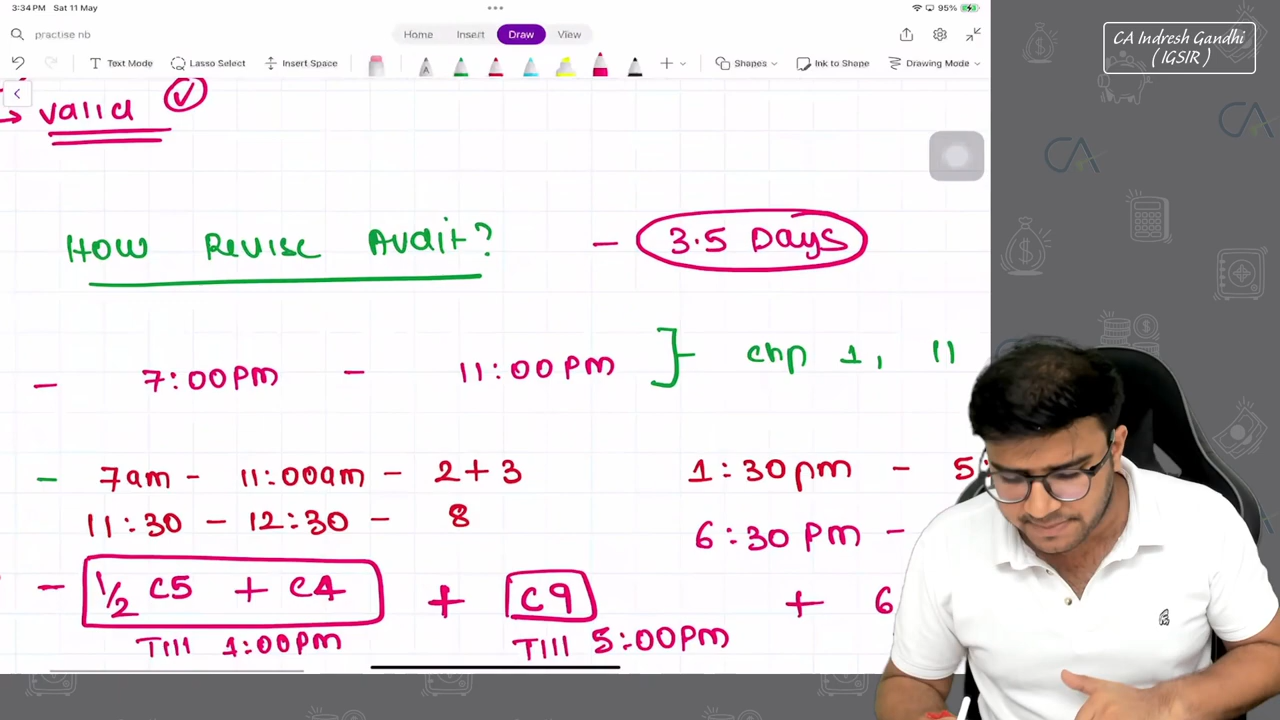 3:34 PM Sat 11 May
95%
practise nb
Home Insert Draw View
Text Mode Lasso Select Insert Space Shapes Ink to Shape Drawing Mode
CA Indresh Gandhi
(IGSIR)
→ valid
How Revise Audit? - 3.5 Days
- 7:00pm - 11:00pm } chp 1, 11
- 7am - 11:00am - 2+3 1:30pm - 5:
11:30 - 12:30 - 8 6:30 pm -
- 1/2 C5 + C4 + C9 + 6
Till 1:00pm Till 5:00pm
CA
CA